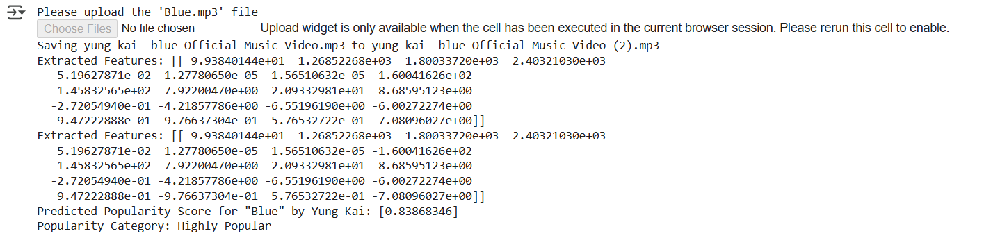 Please upload the 'Blue.mp3' file
Choose Files No file chosen Upload widget is only available when the cell has been executed in the current browser session. Please rerun this cell to enable.
Saving yung kai  blue Official Music Video.mp3 to yung kai  blue Official Music Video (2).mp3
Extracted Features: [[ 9.93840144e+01  1.26852268e+03  1.80033720e+03  2.40321030e+03
   5.19627871e-02  1.27780650e-05  1.56510632e-05 -1.60041626e+02
   1.45832565e+02  7.92200470e+00  2.09332981e+01  8.68595123e+00
  -2.72054940e-01 -4.21857786e+00 -6.55196190e+00 -6.00272274e+00
   9.47222888e-01 -9.76637304e-01  5.76532722e-01 -7.08096027e+00]]
Extracted Features: [[ 9.93840144e+01  1.26852268e+03  1.80033720e+03  2.40321030e+03
   5.19627871e-02  1.27780650e-05  1.56510632e-05 -1.60041626e+02
   1.45832565e+02  7.92200470e+00  2.09332981e+01  8.68595123e+00
  -2.72054940e-01 -4.21857786e+00 -6.55196190e+00 -6.00272274e+00
   9.47222888e-01 -9.76637304e-01  5.76532722e-01 -7.08096027e+00]]
Predicted Popularity Score for "Blue" by Yung Kai: [0.83868346]
Popularity Category: Highly Popular